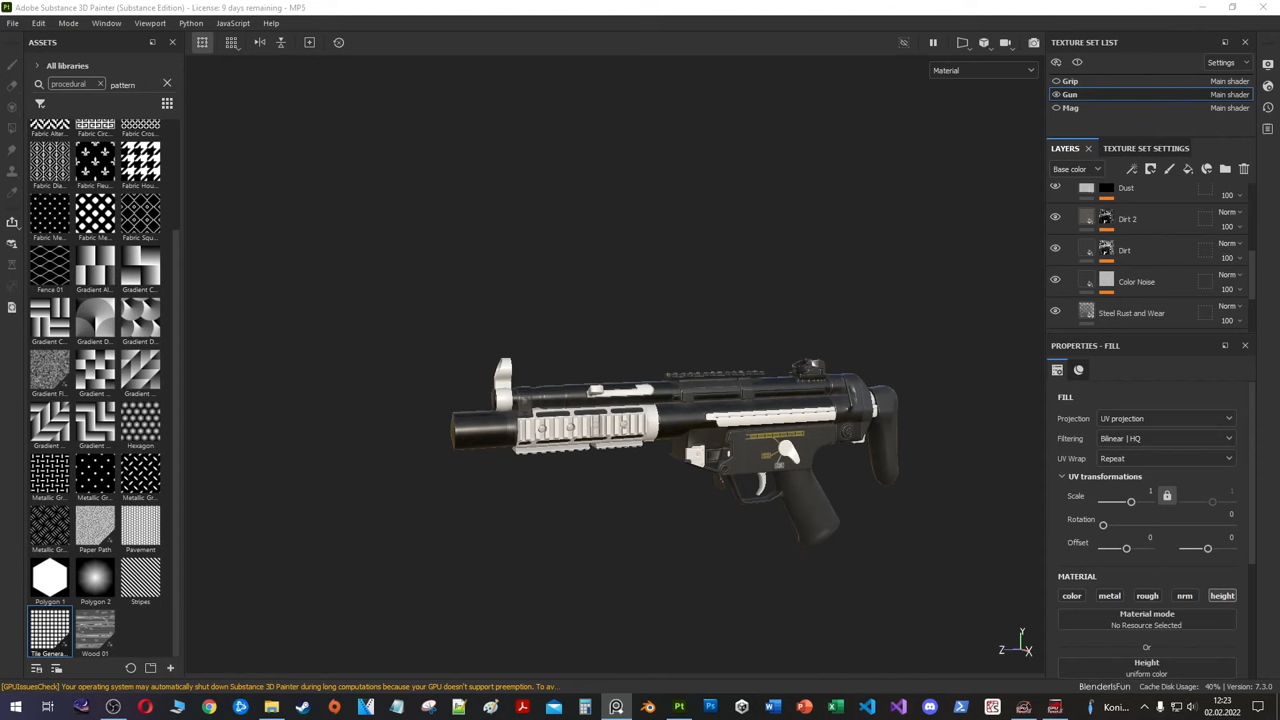 Adobe Substance 3D Painter (Substance Edition) - License: 9 days remaining - MP5
File Edit Mode Window Viewport Python JavaScript Help
ASSETS
All libraries
procedural pattern
Fabric Alter... Fabric Circ... Fabric Cros...
Fabric Dia... Fabric Fleu... Fabric Hou...
Fabric Me... Fabric Me... Fabric Squ...
Fence 01 Gradient Al... Gradient C...
Gradient C... Gradient D... Gradient D...
Gradient Fl... Gradient ... Gradient ...
Gradient ... Gradient ... Hexagon
Metallic Gr... Metallic Gr... Metallic Gr...
Metallic Gr... Paper Path Pavement
Polygon 1 Polygon 2 Stripes
Tile Genera... Wood 01
Material
Y
Z X
TEXTURE SET LIST
Settings
Grip Main shader
Gun Main shader
Mag Main shader
LAYERS TEXTURE SET SETTINGS
Base color
Dust Norm
100
Dirt 2 Norm
100
Dirt Norm
100
Color Noise Norm
100
Steel Rust and Wear Norm
100
PROPERTIES - FILL
FILL
Projection UV projection
Filtering Bilinear | HQ
UV Wrap Repeat
UV transformations
Scale 1 1
Rotation 0
Offset 0 0
MATERIAL
color metal rough nrm height
Material mode
No Resource Selected
Or
Height
uniform color
[GPUIssuesCheck] Your operating system may automatically shut down Substance 3D Painter during long computations because your GPU doesn't support preemption. To av...
BlenderIsFun Cache Disk Usage: 40% | Version: 7.3.0
Koni...
12:23
02.02.2022